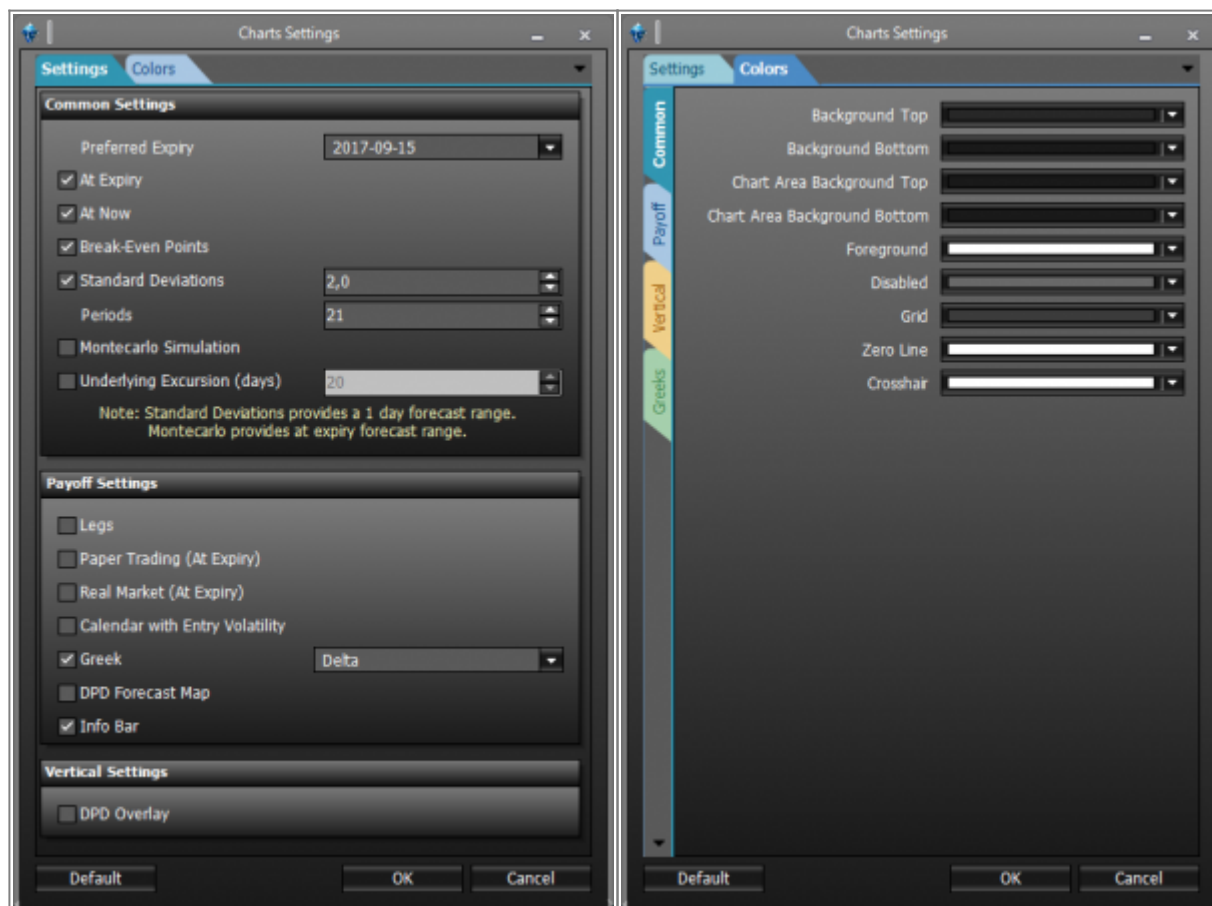 Charts Settings
Settings Colors
Common Settings
Preferred Expiry 2017-09-15
At Expiry
At Now
Break-Even Points
Standard Deviations 2,0
Periods 21
Montecarlo Simulation
Underlying Excursion (days) 20
Note: Standard Deviations provides a 1 day forecast range.
Montecarlo provides at expiry forecast range.
Payoff Settings
Legs
Paper Trading (At Expiry)
Real Market (At Expiry)
Calendar with Entry Volatility
Greek Delta
DPD Forecast Map
Info Bar
Vertical Settings
DPD Overlay
Default OK Cancel
Charts Settings
Settings Colors
Common
Payoff
Vertical
Greeks
Background Top
Background Bottom
Chart Area Background Top
Chart Area Background Bottom
Foreground
Disabled
Grid
Zero Line
Crosshair
Default OK Cancel